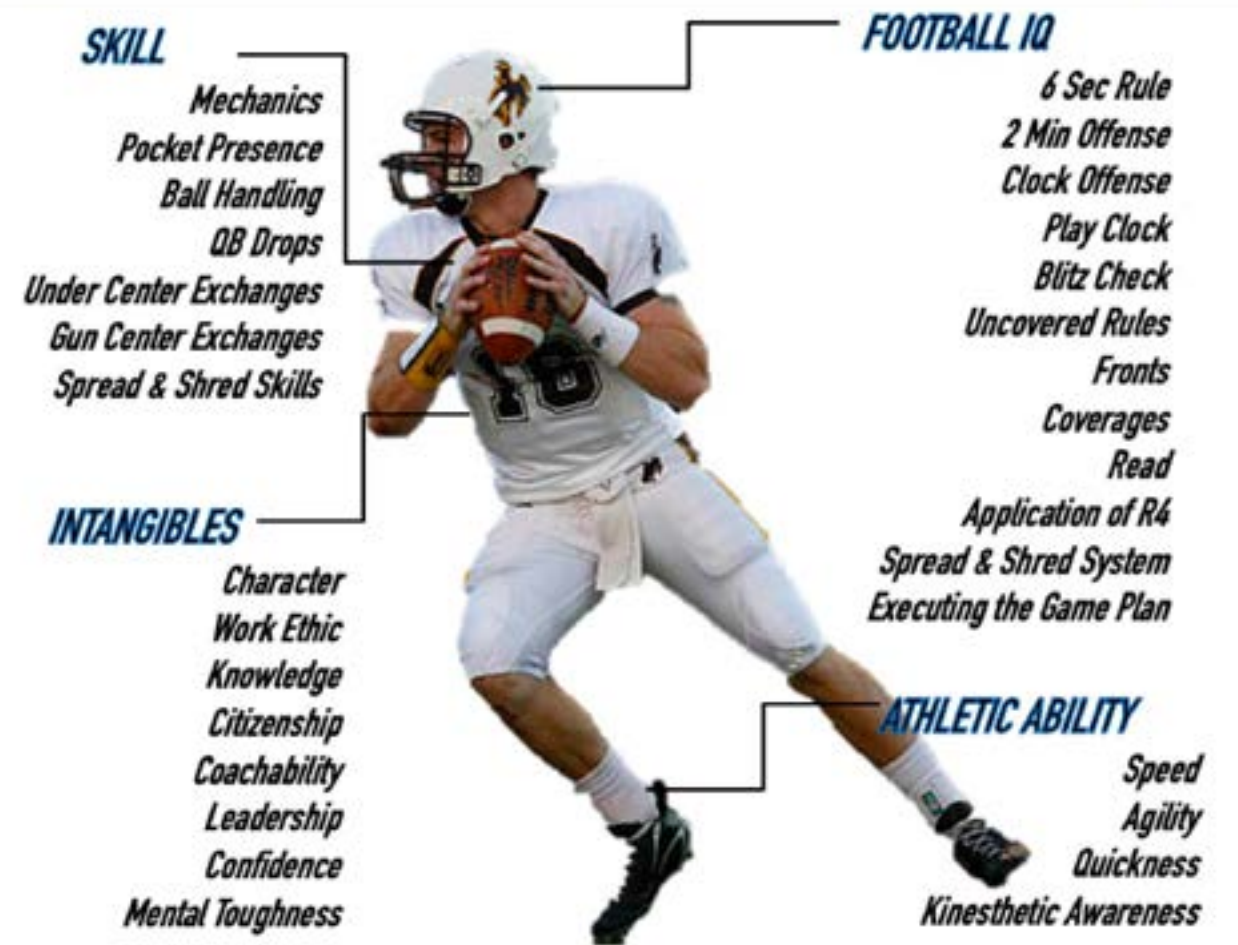 SKILL
Mechanics
Pocket Presence
Ball Handling
QB Drops
Under Center Exchanges
Gun Center Exchanges
Spread & Shred Skills
INTANGIBLES
Character
Work Ethic
Knowledge
Citizenship
Coachability
Leadership
Confidence
Mental Toughness
FOOTBALL IQ
6 Sec Rule
2 Min Offense
Clock Offense
Play Clock
Blitz Check
Uncovered Rules
Fronts
Coverages
Read
Application of R4
Spread & Shred System
Executing the Game Plan
ATHLETIC ABILITY
Speed
Agility
Quickness
Kinesthetic Awareness